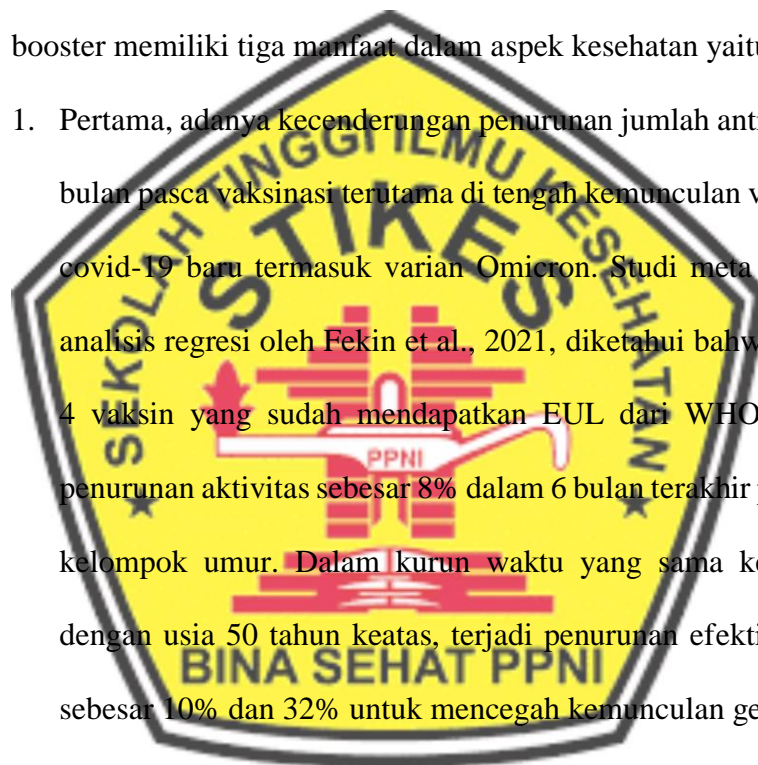 booster memiliki tiga manfaat dalam aspek kesehatan yaitu
1. Pertama, adanya kecenderungan penurunan jumlah anti
bulan pasca vaksinasi terutama di tengah kemunculan v
covid-19 baru termasuk varian Omicron. Studi meta
analisis regresi oleh Fekin et al., 2021, diketahui bahw
4 vaksin yang sudah mendapatkan EUL dari WHO
penurunan aktivitas sebesar 8% dalam 6 bulan terakhir p
kelompok umur. Dalam kurun waktu yang sama ke
dengan usia 50 tahun keatas, terjadi penurunan efekti
sebesar 10% dan 32% untuk mencegah kemunculan ge
SEKOLAH TINGGI ILMU KESEHATAN
STIKES
PPNI
BINA SEHAT PPNI